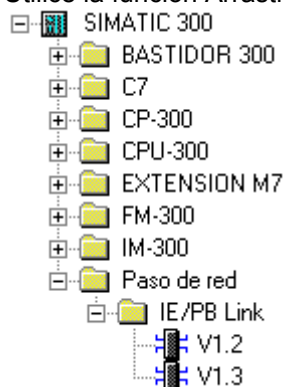 Utilice la función Arrast
SIMATIC 300
BASTIDOR 300
C7
CP-300
CPU-300
EXTENSION M7
FM-300
IM-300
Paso de red
IE/PB Link
V1.2
V1.3